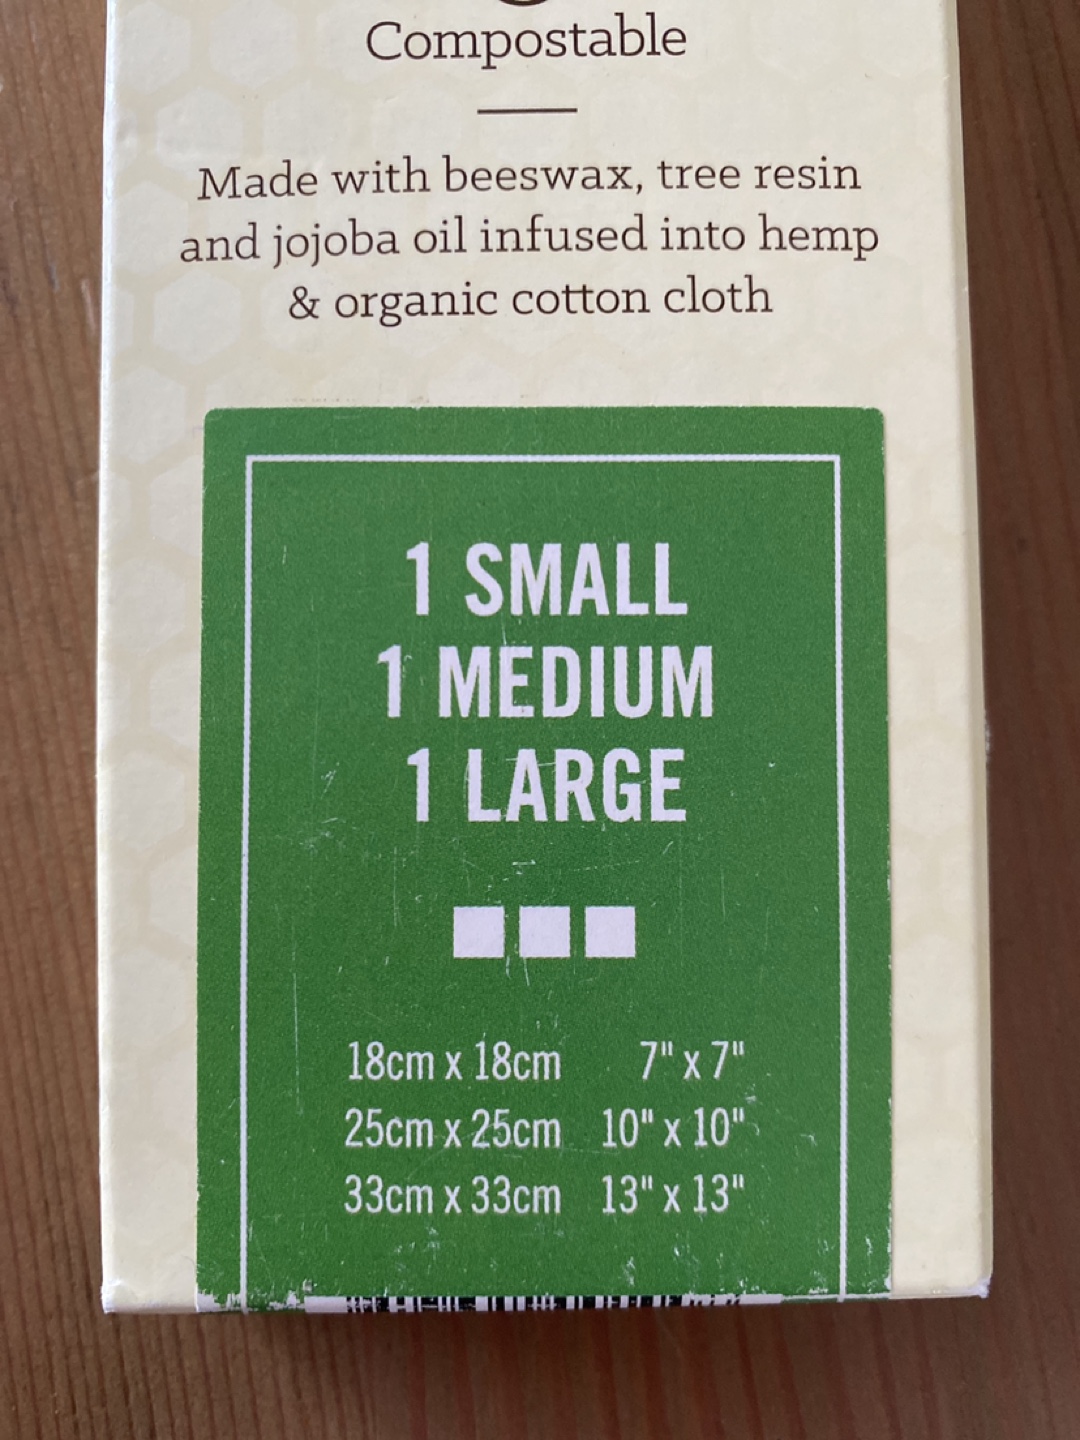 Compostable
Made with beeswax, tree resin
and jojoba oil infused into hemp
& organic cotton cloth
1 SMALL
1 MEDIUM
1 LARGE
18cm x 18cm 7" x 7"
25cm x 25cm 10" x 10"
33cm x 33cm 13" x 13"